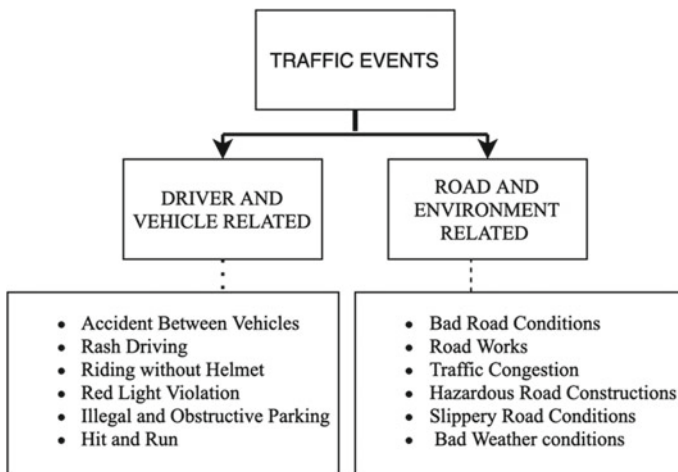 TRAFFIC EVENTS
DRIVER AND
VEHICLE RELATED
ROAD AND
ENVIRONMENT
RELATED
• Accident Between Vehicles
• Rash Driving
• Riding without Helmet
• Red Light Violation
• Illegal and Obstructive Parking
• Hit and Run
• Bad Road Conditions
• Road Works
• Traffic Congestion
• Hazardous Road Constructions
• Slippery Road Conditions
• Bad Weather conditions